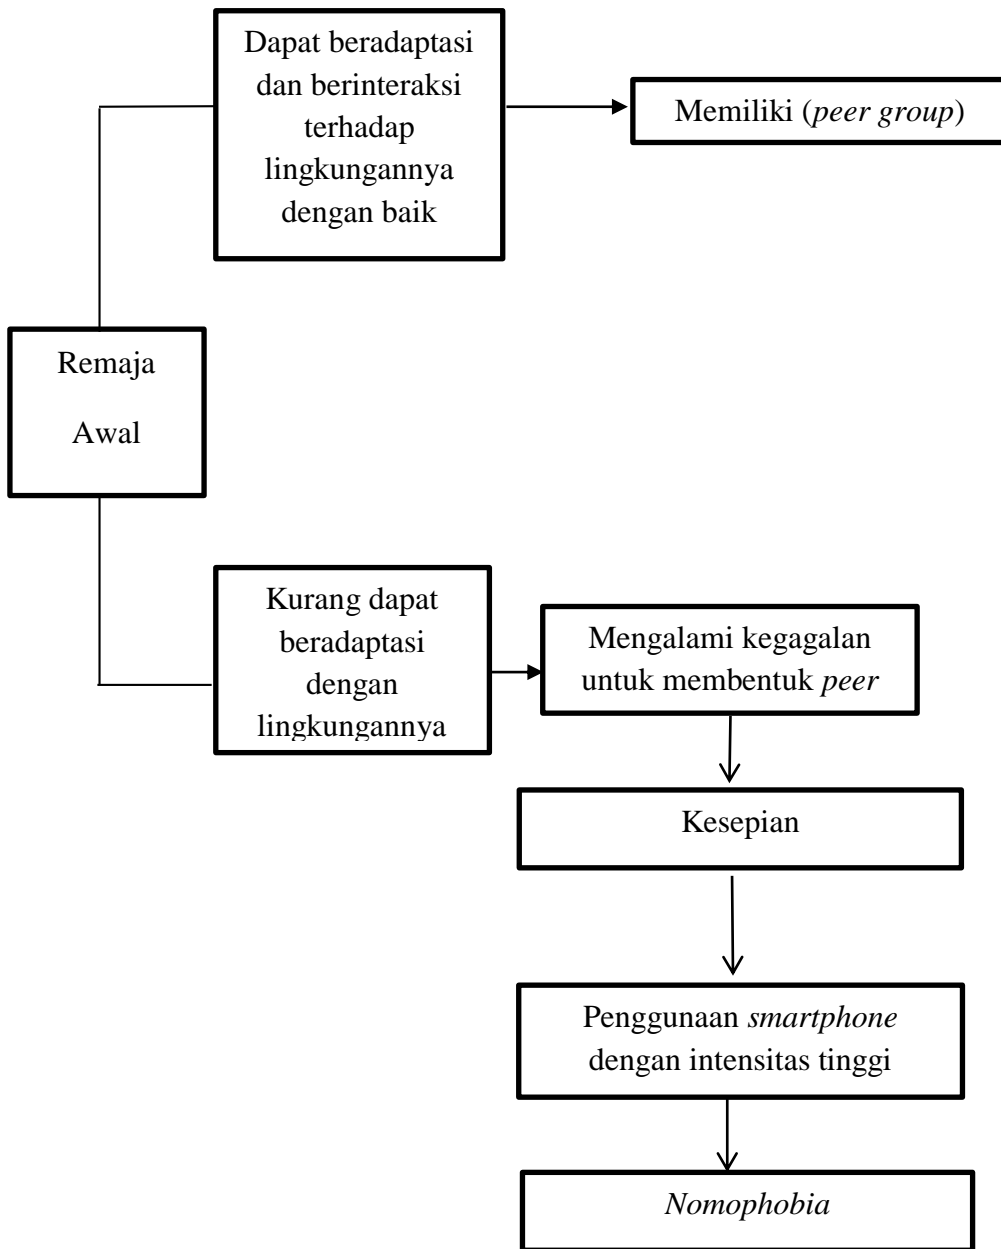 Dapat beradaptasi
dan berinteraksi
terhadap
lingkungannya
dengan baik
Memiliki (peer group)
Remaja
Awal
Kurang dapat
beradaptasi
dengan
lingkungannya
Mengalami kegagalan
untuk membentuk peer
Kesepian
Penggunaan smartphone
dengan intensitas tinggi
Nomophobia